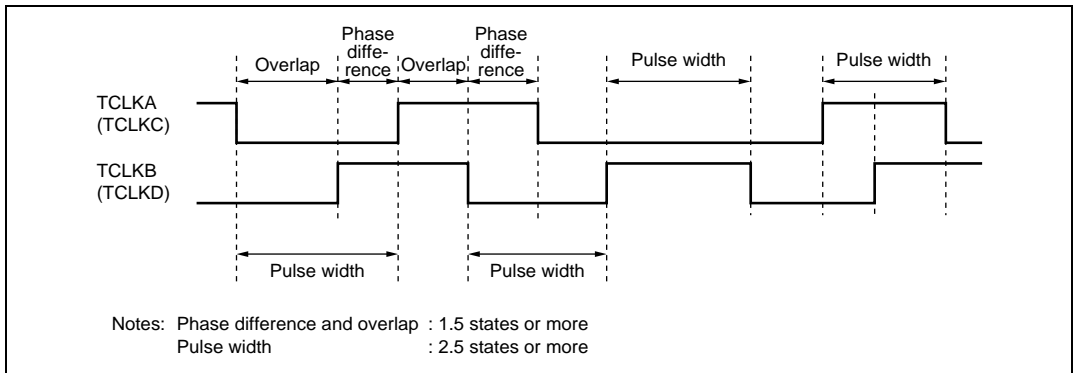 Phase
diffe-
rence
Phase
diffe-
rence
Overlap
Overlap
Pulse width
Pulse width
TCLKA
(TCLKC)
TCLKB
(TCLKD)
Pulse width
Pulse width
Notes: Phase difference and overlap : 1.5 states or more
Pulse width : 2.5 states or more